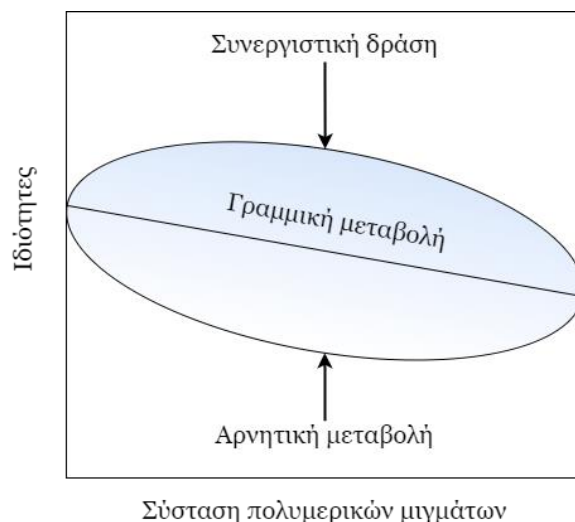 Συνεργιστική δράση
Ιδιότητες
Γραμμική μεταβολή
Αρνητική μεταβολή
Σύσταση πολυμερικών μιγμάτων